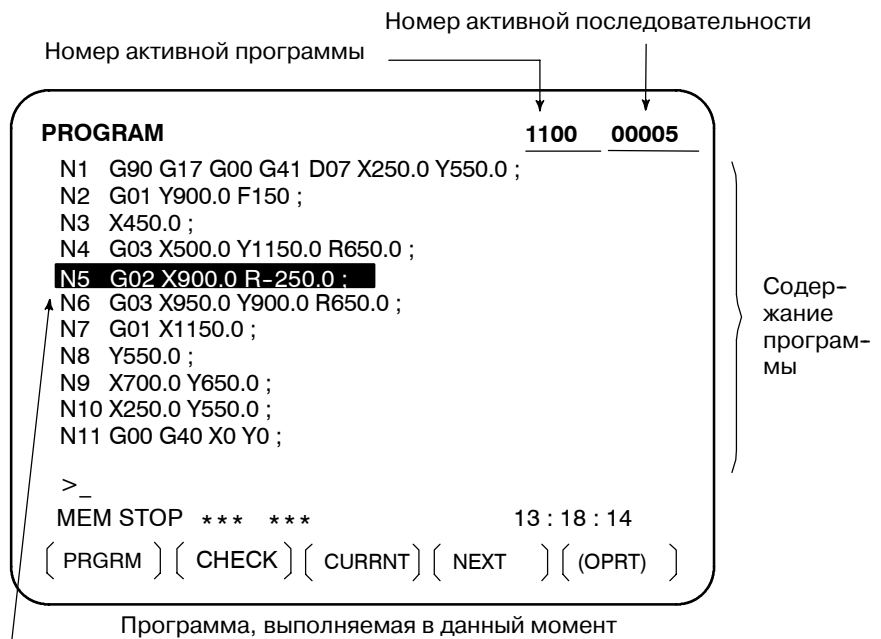 Номер активной последовательности
Номер активной программы
PROGRAM 1100 00005
N1 G90 G17 G00 G41 D07 X250.0 Y550.0 ;
N2 G01 Y900.0 F150 ;
N3 X450.0 ;
N4 G03 X500.0 Y1150.0 R650.0 ;
N5 G02 X900.0 R-250.0 ;
N6 G03 X950.0 Y900.0 R650.0 ;
N7 G01 X1150.0 ;
N8 Y550.0 ;
N9 X700.0 Y650.0 ;
N10 X250.0 Y550.0 ;
N11 G00 G40 X0 Y0 ;
Содер-
жание
програм-
мы
>_
MEM STOP *** *** 13 : 18 : 14
( PRGRM ) ( CHECK ) ( CURRNT ) ( NEXT ) ( (OPRT) )
Программа, выполняемая в данный момент